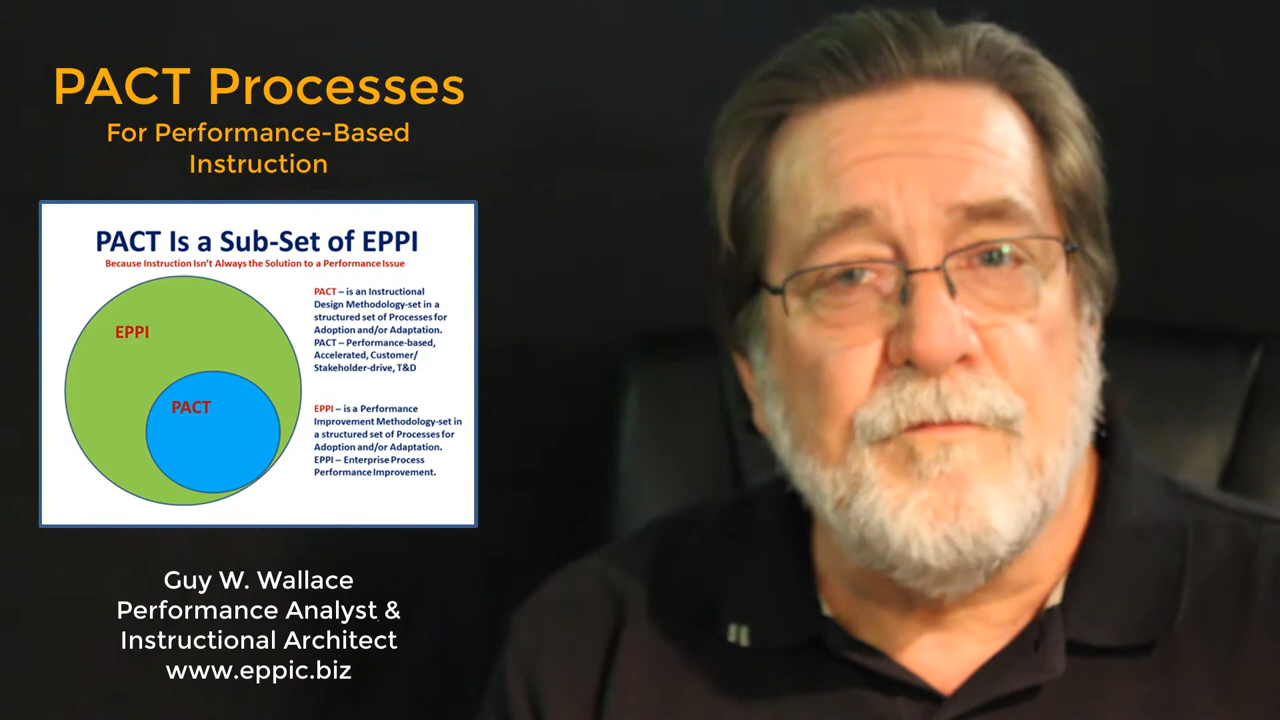 PACT Processes
For Performance-Based
Instruction
PACT Is a Sub-Set of EPPI
Because Instruction Isn't Always the Solution to a Performance Issue
EPPI
PACT
PACT – is an Instructional
Design Methodology-set in a
structured set of Processes for
Adoption and/or Adaptation.
PACT – Performance-based,
Accelerated, Customer/
Stakeholder-drive, T&D
EPPI – is a Performance
Improvement Methodology-set in
a structured set of Processes for
Adoption and/or Adaptation.
EPPI – Enterprise Process
Performance Improvement.
Guy W. Wallace
Performance Analyst &
Instructional Architect
www.eppic.biz